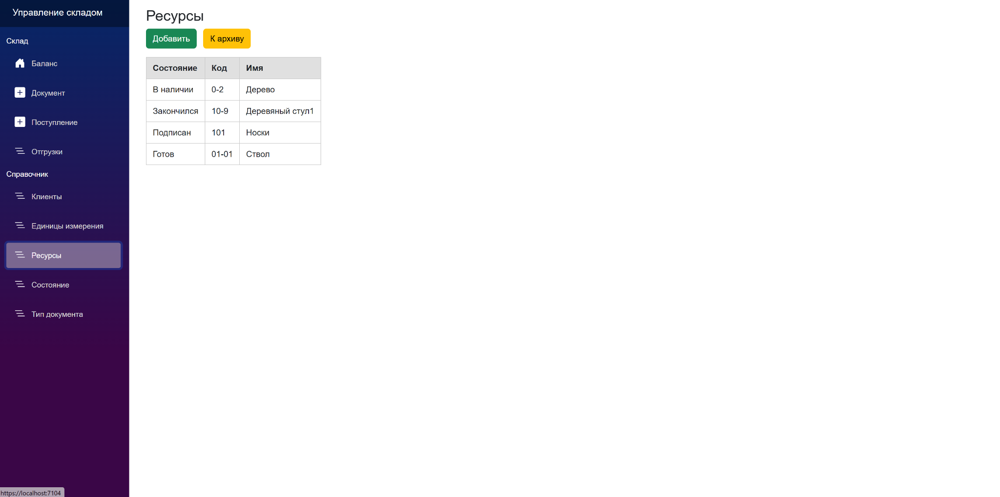 Управление складом
Склад
Баланс
Документ
Поступление
Отгрузки
Справочник
Клиенты
Единицы измерения
Ресурсы
Состояние
Тип документа
https://localhost:7104
Ресурсы
Добавить К архиву
Состояние Код Имя
В наличии 0-2 Дерево
Закончился 10-9 Деревяный стул1
Подписан 101 Носки
Готов 01-01 Ствол